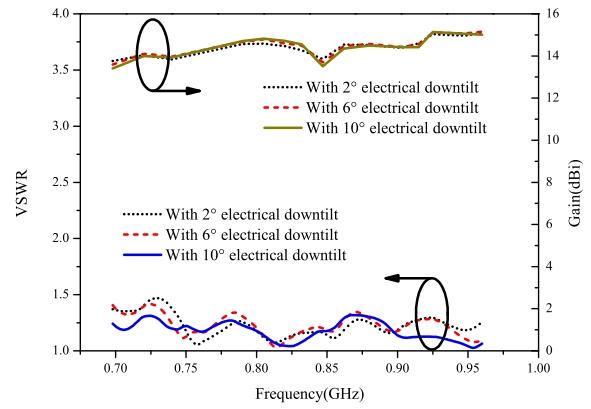 4.0
3.5
3.0
2.5
2.0
1.5
1.0
VSWR
16
14
12
10
8
6
4
2
0
Gain(dBi)
With 2° electrical downtilt
With 6° electrical downtilt
With 10° electrical downtilt
With 2° electrical downtilt
With 6° electrical downtilt
With 10° electrical downtilt
0.70 0.75 0.80 0.85 0.90 0.95 1.00
Frequency(GHz)